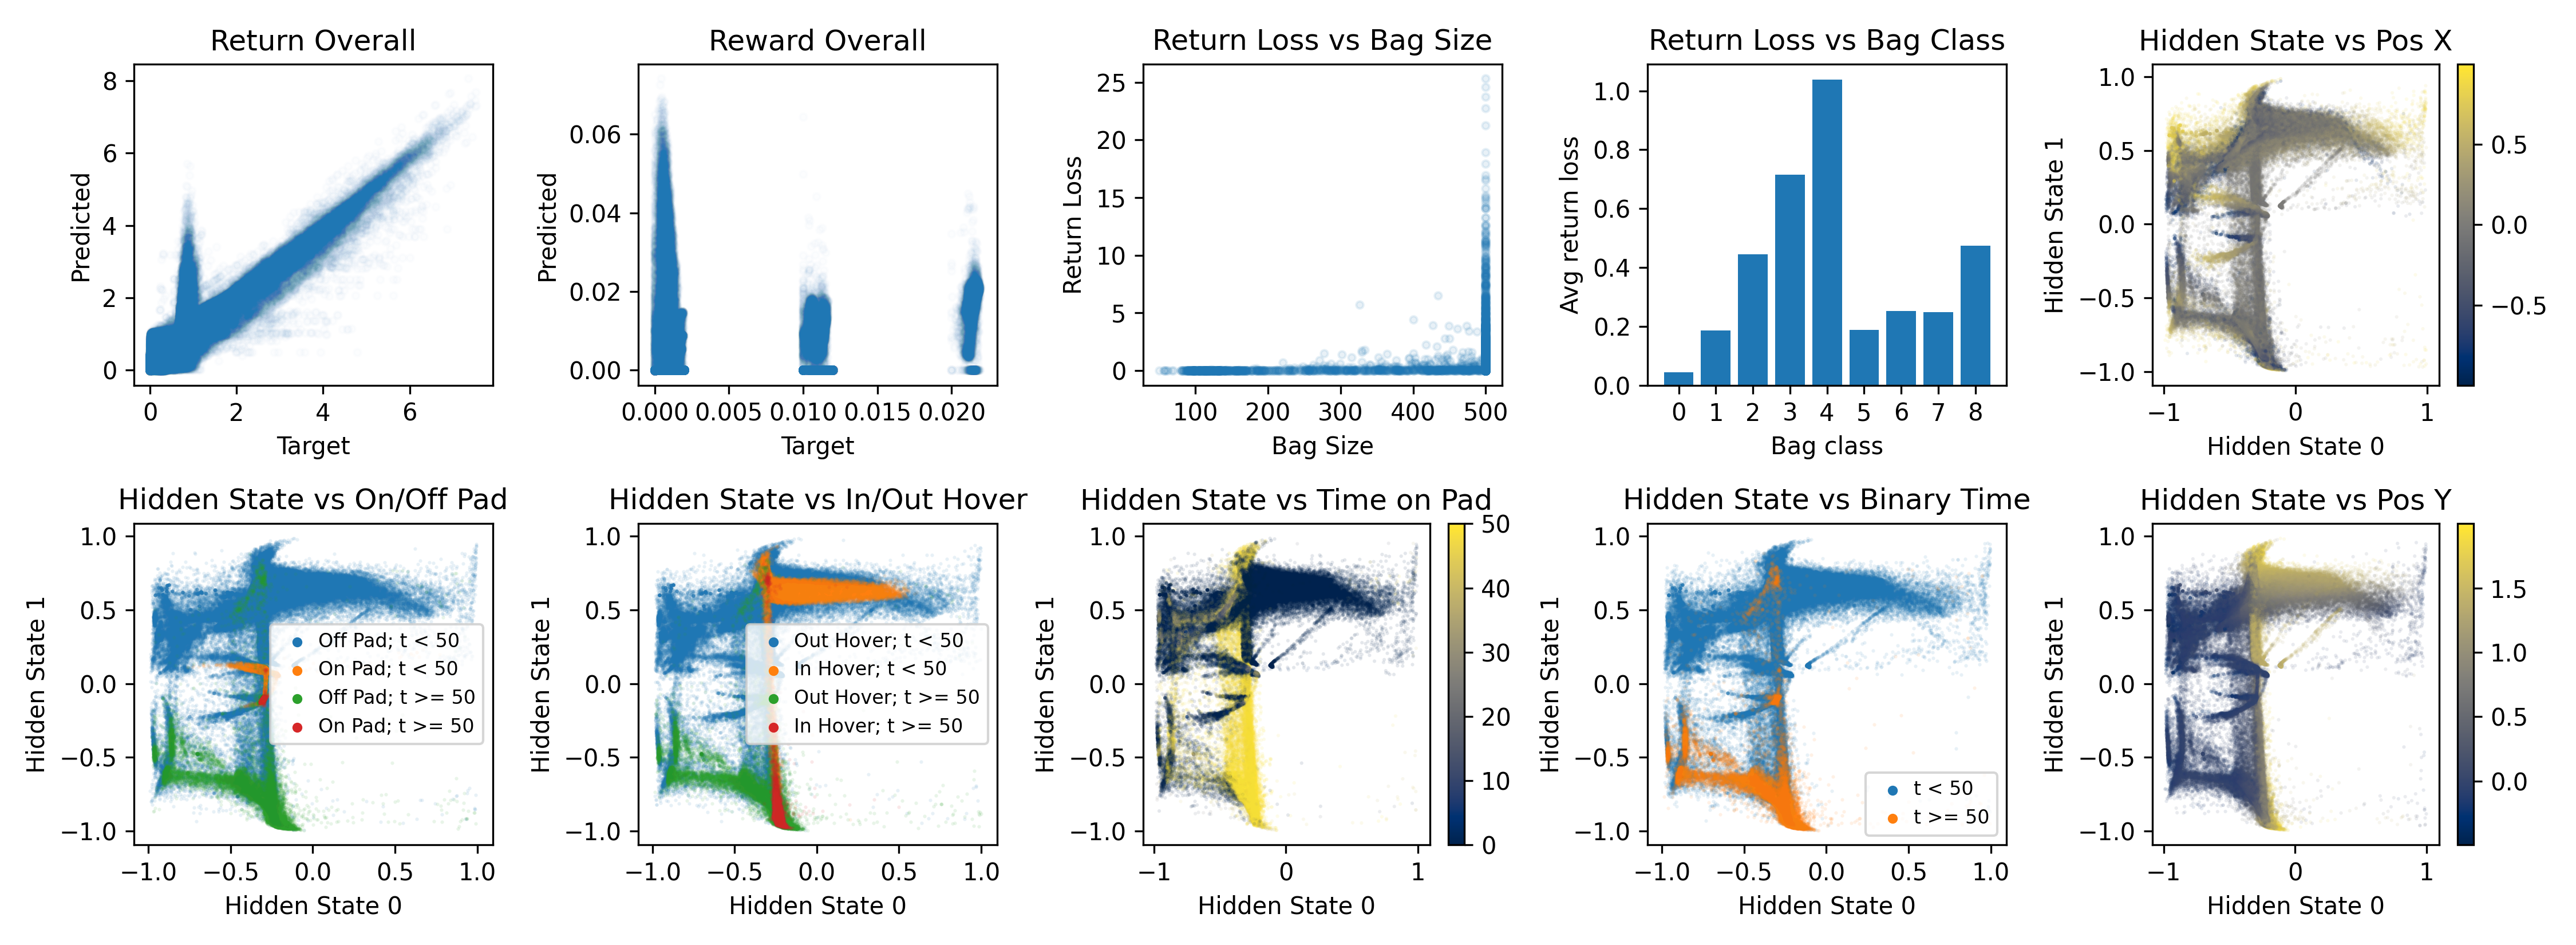 Return Overall
Predicted
8
6
4
2
0
0 2 4 6
Target
Reward Overall
Predicted
0.06
0.04
0.02
0.00
0.000 0.005 0.010 0.015 0.020
Target
Return Loss vs Bag Size
Return Loss
25
20
15
10
5
0
100 200 300 400 500
Bag Size
Return Loss vs Bag Class
Avg return loss
1.0
0.8
0.6
0.4
0.2
0.0
0 1 2 3 4 5 6 7 8
Bag class
Hidden State vs Pos X
Hidden State 1
1.0
0.5
0.0
−0.5
−1.0
−1 0 1
Hidden State 0
0.5
0.0
−0.5
Hidden State vs On/Off Pad
Hidden State 1
1.0
0.5
0.0
−0.5
−1.0
Off Pad; t < 50
On Pad; t < 50
Off Pad; t >= 50
On Pad; t >= 50
−1.0 −0.5 0.0 0.5 1.0
Hidden State 0
Hidden State vs In/Out Hover
Hidden State 1
1.0
0.5
0.0
−0.5
−1.0
Out Hover; t < 50
In Hover; t < 50
Out Hover; t >= 50
In Hover; t >= 50
−1.0 −0.5 0.0 0.5 1.0
Hidden State 0
Hidden State vs Time on Pad
Hidden State 1
1.0
0.5
0.0
−0.5
−1.0
−1 0 1
Hidden State 0
50
40
30
20
10
0
Hidden State vs Binary Time
Hidden State 1
1.0
0.5
0.0
−0.5
−1.0
t < 50
t >= 50
−1.0 −0.5 0.0 0.5 1.0
Hidden State 0
Hidden State vs Pos Y
Hidden State 1
1.0
0.5
0.0
−0.5
−1.0
−1 0 1
Hidden State 0
1.5
1.0
0.5
0.0